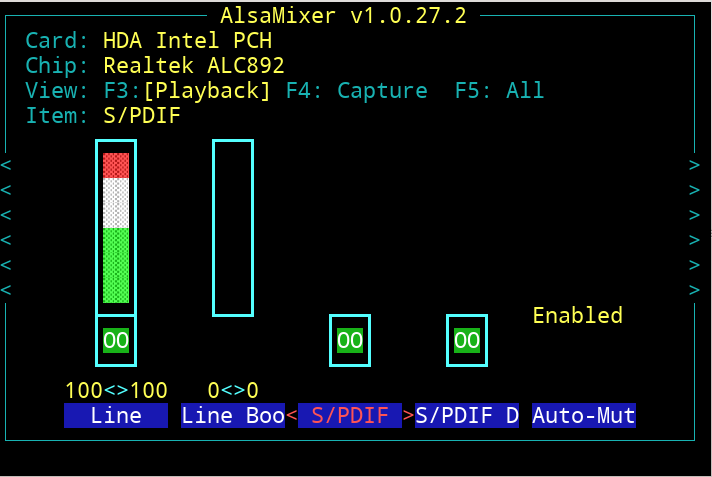 AlsaMixer v1.0.27.2
Card: HDA Intel PCH
Chip: Realtek ALC892
View: F3:[Playback] F4: Capture  F5: All
Item: S/PDIF
<                                                     >
<                                                     >
<                                                     >
<                                                     >
<                                                     >
<                                                     >
Enabled
OO OO OO
100<>100 0<>0
Line Line Boo< S/PDIF >S/PDIF D Auto-Mut